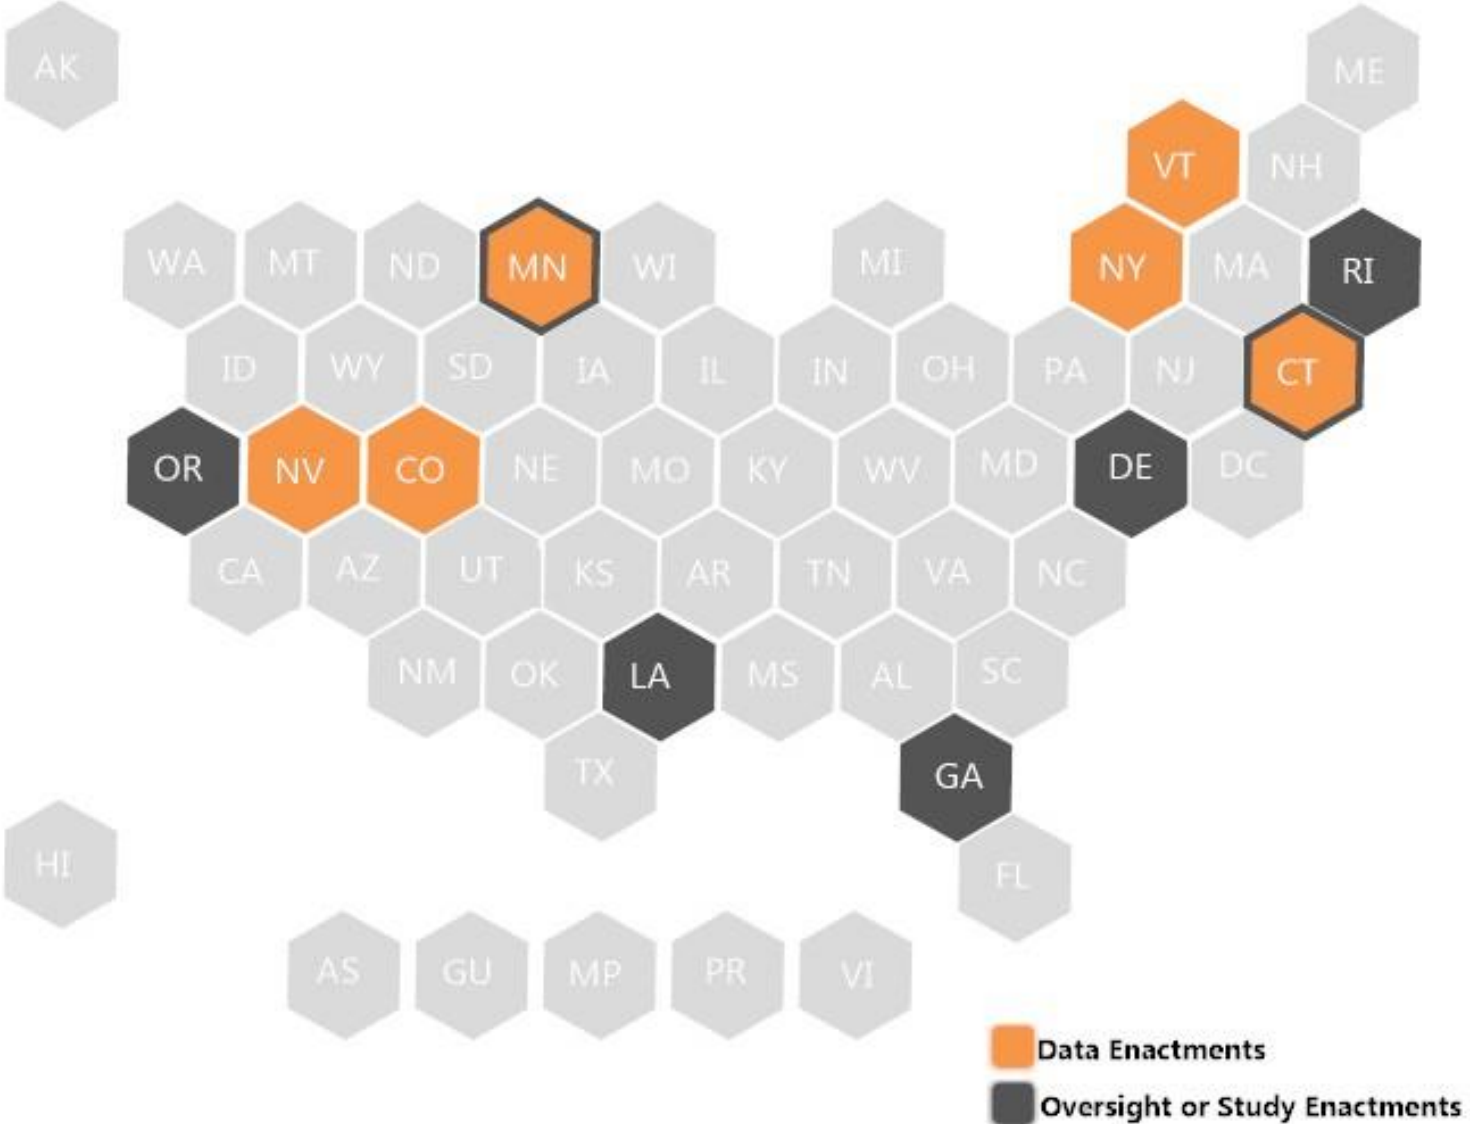 AK
ME
VT
NH
WA
MT
ND
MN
WI
MI
NY
MA
RI
ID
WY
SD
IA
IL
IN
OH
PA
NJ
CT
OR
NV
CO
NE
MO
KY
WV
MD
DE
DC
CA
AZ
UT
KS
AR
TN
VA
NC
NM
OK
LA
MS
AL
SC
TX
GA
HI
FL
AS
GU
MP
PR
VI
Data Enactments
Oversight or Study Enactments